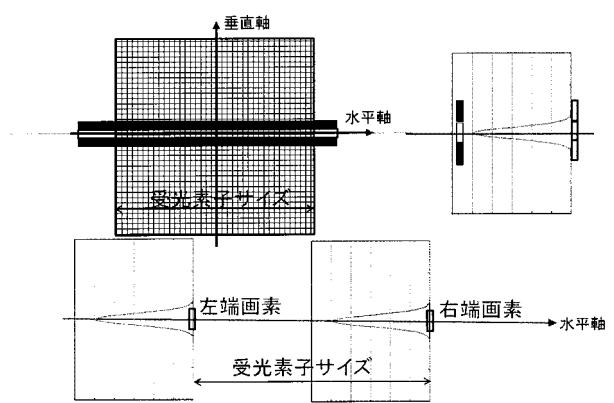 垂直軸
水平軸
受光素子サイズ
左端画素
右端画素
水平軸
受光素子サイズ